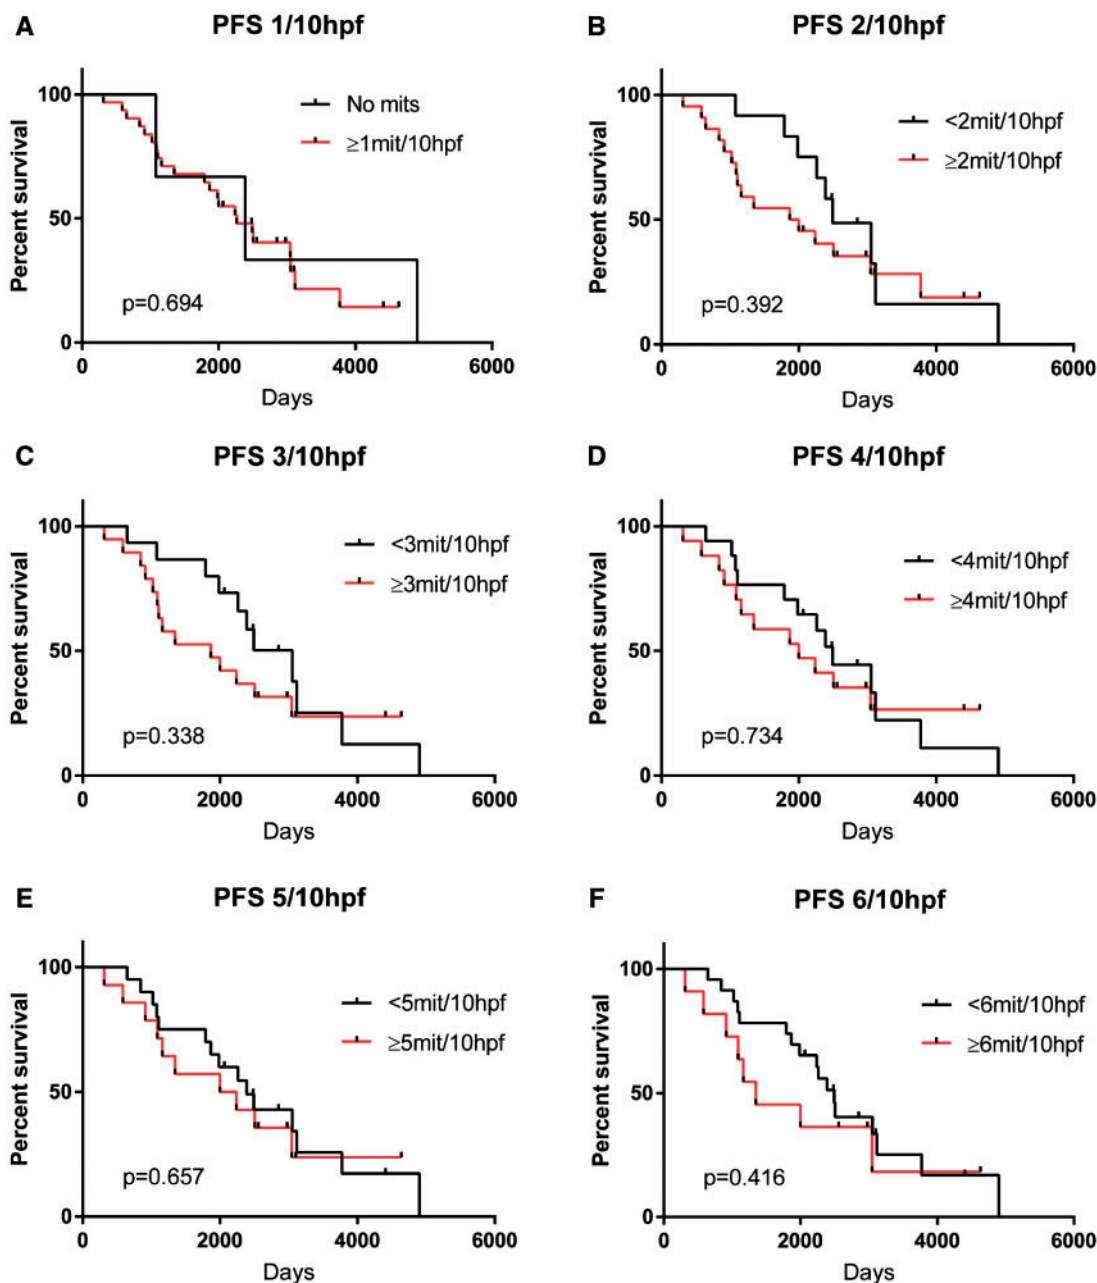 A
PFS 1/10hpf
Percent survival
100
50
0
No mits
≥1mit/10hpf
p=0.694
0 2000 4000 6000
Days
B
PFS 2/10hpf
Percent survival
100
50
0
<2mit/10hpf
≥2mit/10hpf
p=0.392
0 2000 4000 6000
Days
C
PFS 3/10hpf
Percent survival
100
50
0
<3mit/10hpf
≥3mit/10hpf
p=0.338
0 2000 4000 6000
Days
D
PFS 4/10hpf
Percent survival
100
50
0
<4mit/10hpf
≥4mit/10hpf
p=0.734
0 2000 4000 6000
Days
E
PFS 5/10hpf
Percent survival
100
50
0
<5mit/10hpf
≥5mit/10hpf
p=0.657
0 2000 4000 6000
Days
F
PFS 6/10hpf
Percent survival
100
50
0
<6mit/10hpf
≥6mit/10hpf
p=0.416
0 2000 4000 6000
Days